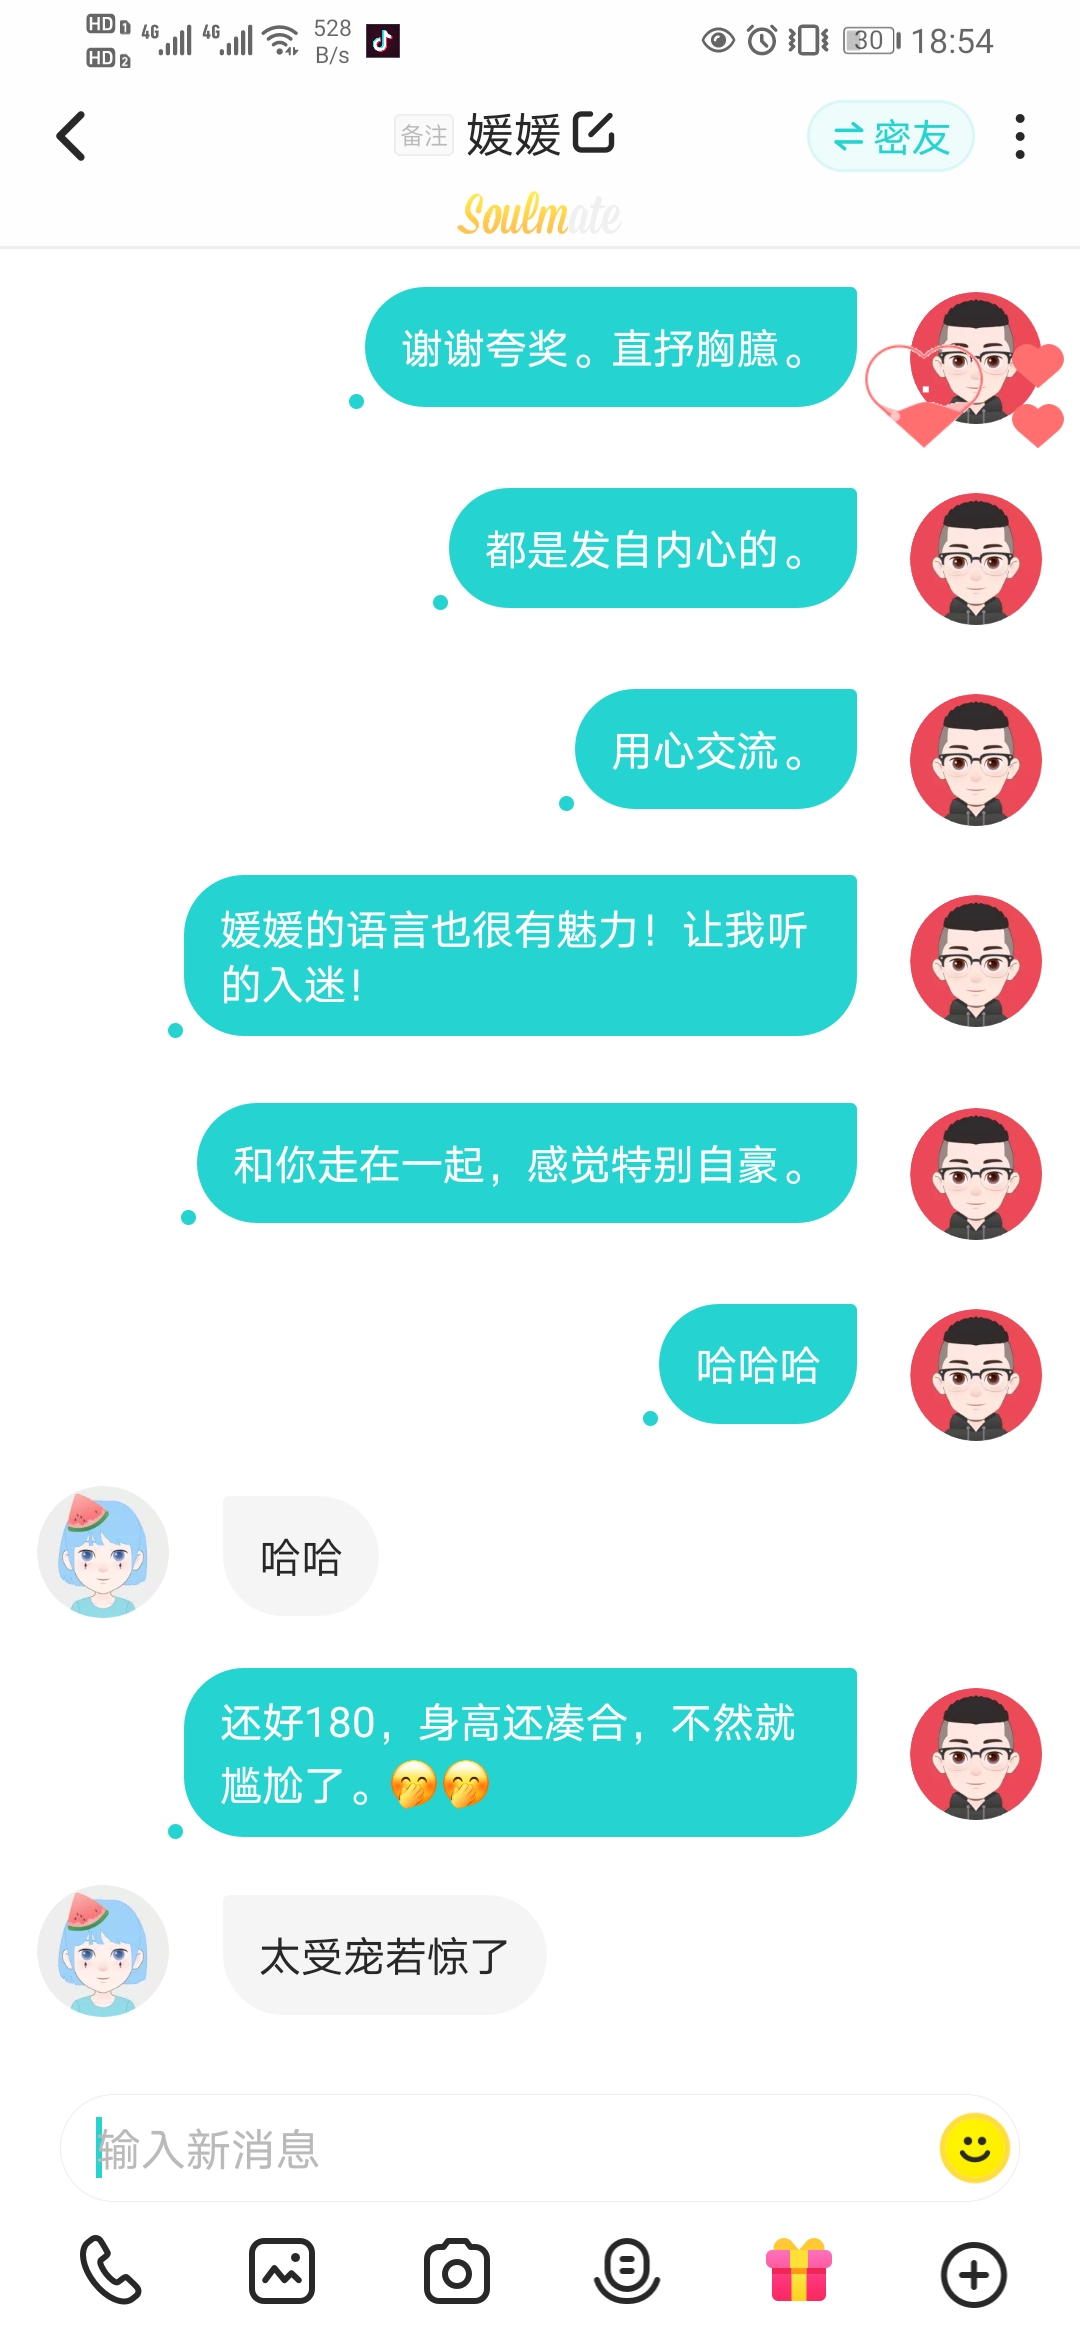 HD 1 4G 4G 528 B/s 30 18:54
HD 2
备注 媛媛 密友
Soulmate
谢谢夸奖。直抒胸臆。
都是发自内心的。
用心交流。
媛媛的语言也很有魅力！让我听
的入迷！
和你走在一起，感觉特别自豪。
哈哈哈
哈哈
还好180，身高还凑合，不然就
尴尬了。🤭🤭
太受宠若惊了
输入新消息